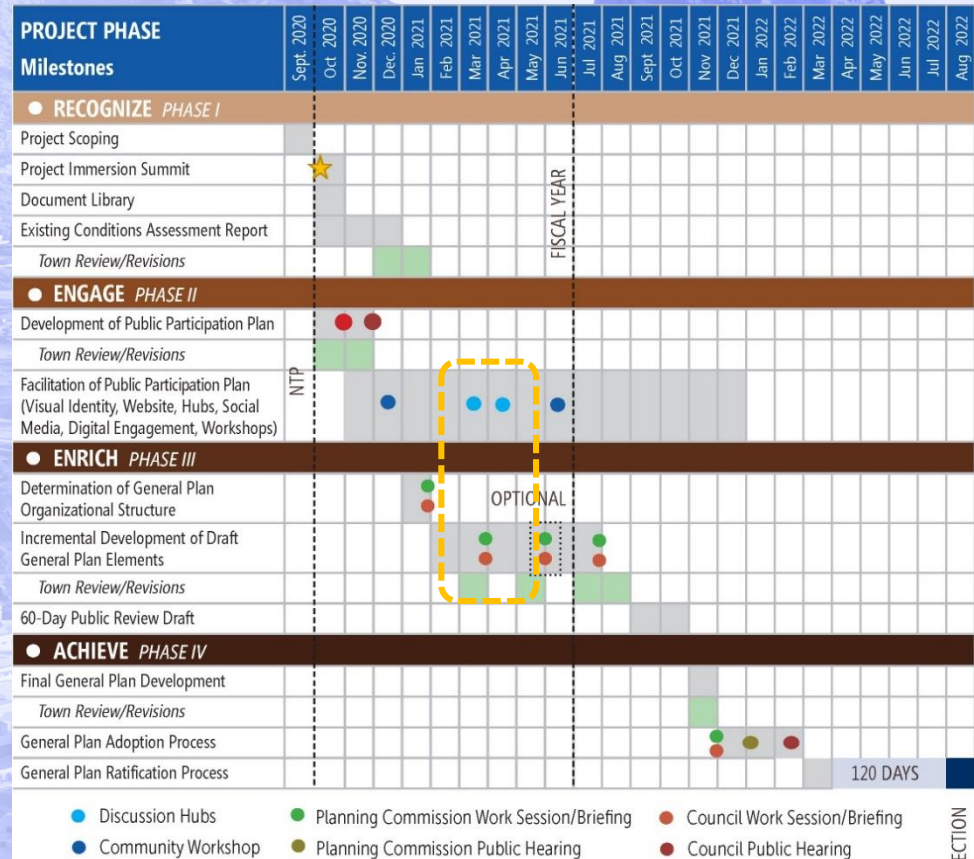 PROJECT PHASE
Milestones
Sept. 2020
Oct 2020
Nov. 2020
Dec. 2020
Jan 2021
Feb 2021
Mar 2021
Apr 2021
May 2021
Jun 2021
Jul 2021
Aug 2021
Sept 2021
Oct 2021
Nov 2021
Dec 2021
Jan 2022
Feb 2022
Mar 2022
Apr 2022
May 2022
Jun 2022
Jul 2022
Aug 2022
RECOGNIZE PHASE I
Project Scoping
Project Immersion Summit
Document Library
Existing Conditions Assessment Report
Town Review/Revisions
FISCAL YEAR
ENGAGE PHASE II
Development of Public Participation Plan
Town Review/Revisions
NTP
Facilitation of Public Participation Plan
(Visual Identity, Website, Hubs, Social
Media, Digital Engagement, Workshops)
ENRICH PHASE III
Determination of General Plan
Organizational Structure
OPTIONAL
Incremental Development of Draft
General Plan Elements
Town Review/Revisions
60-Day Public Review Draft
ACHIEVE PHASE IV
Final General Plan Development
Town Review/Revisions
General Plan Adoption Process
General Plan Ratification Process
120 DAYS
Discussion Hubs
Planning Commission Work Session/Briefing
Council Work Session/Briefing
Community Workshop
Planning Commission Public Hearing
Council Public Hearing
ECTION